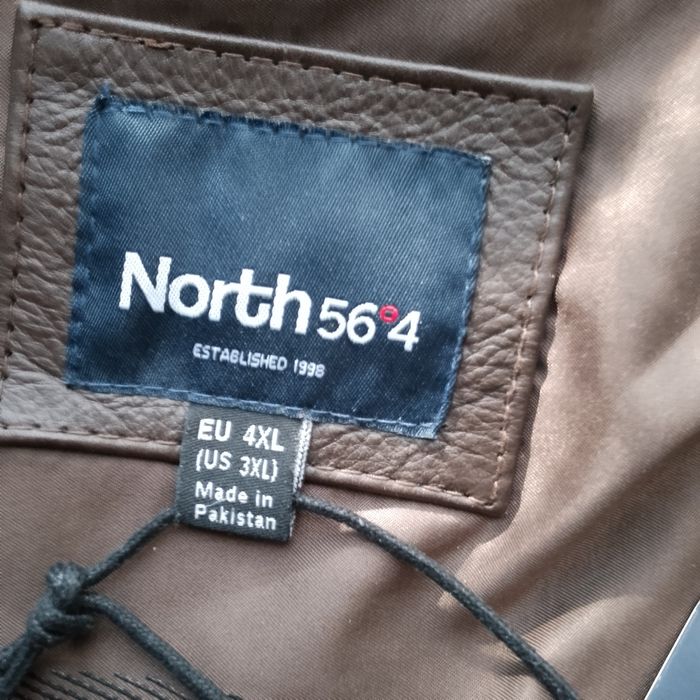 North 56°4
ESTABLISHED 1998
EU 4XL
(US 3XL)
Made in
Pakistan